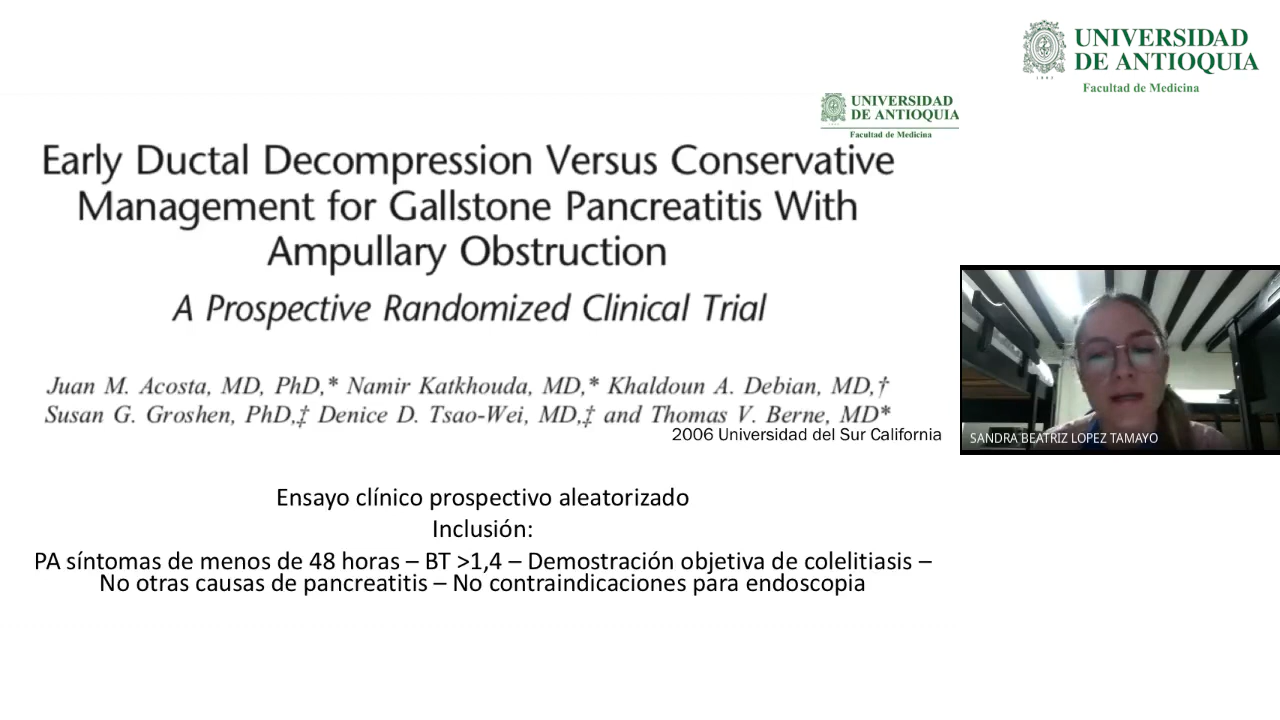 UNIVERSIDAD
DE ANTIOQUIA
Facultad de Medicina
UNIVERSIDAD
DE ANTIOQUIA
Facultad de Medicina
Early Ductal Decompression Versus Conservative
Management for Gallstone Pancreatitis With
Ampullary Obstruction
A Prospective Randomized Clinical Trial
Juan M. Acosta, MD, PhD,* Namir Katkhouda, MD,* Khaldoun A. Debian, MD,†
Susan G. Groshen, PhD,‡ Denice D. Tsao-Wei, MD,‡ and Thomas V. Berne, MD*
2006 Universidad del Sur California
SANDRA BEATRIZ LOPEZ TAMAYO
Ensayo clínico prospectivo aleatorizado
Inclusión:
PA síntomas de menos de 48 horas – BT >1,4 – Demostración objetiva de colelitiasis –
No otras causas de pancreatitis – No contraindicaciones para endoscopia